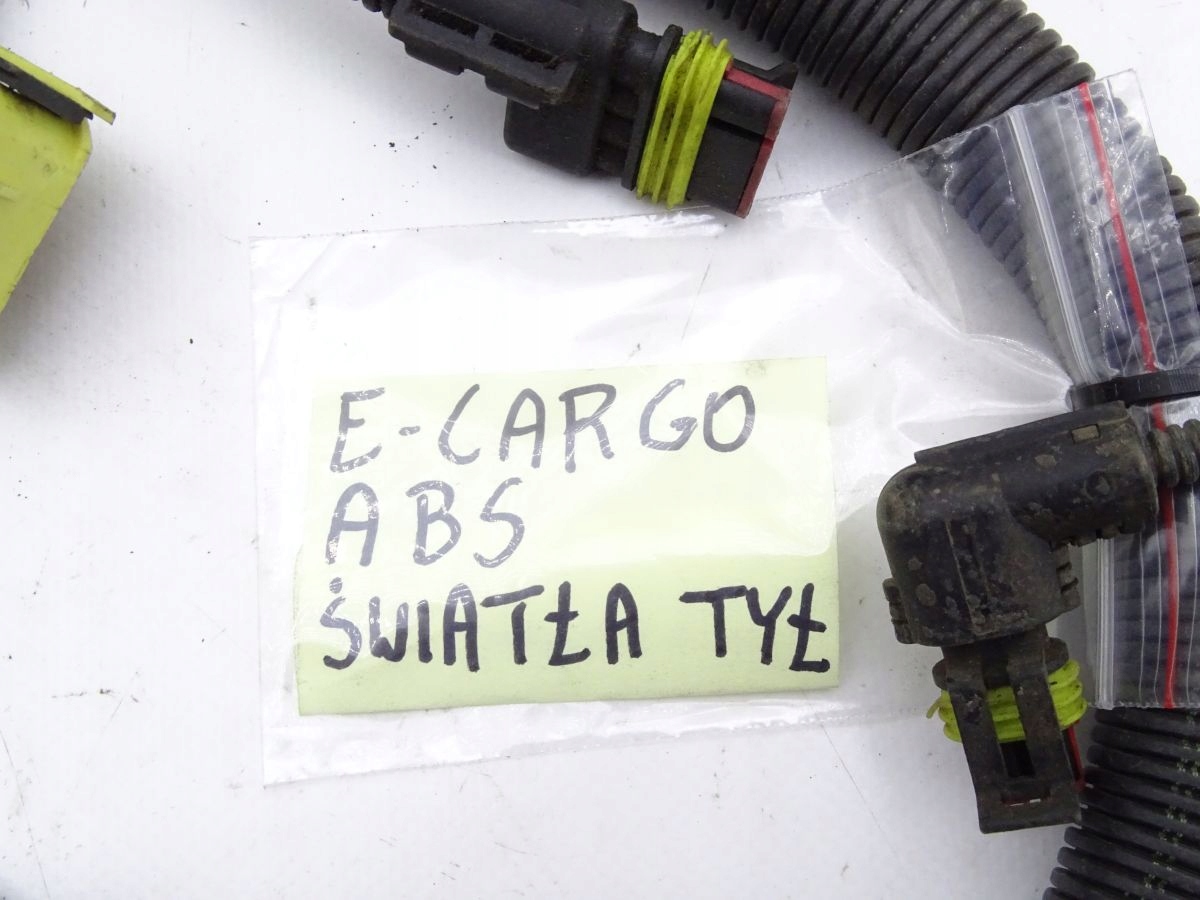 E-CARGO
ABS
ŚWIATŁA TYŁ